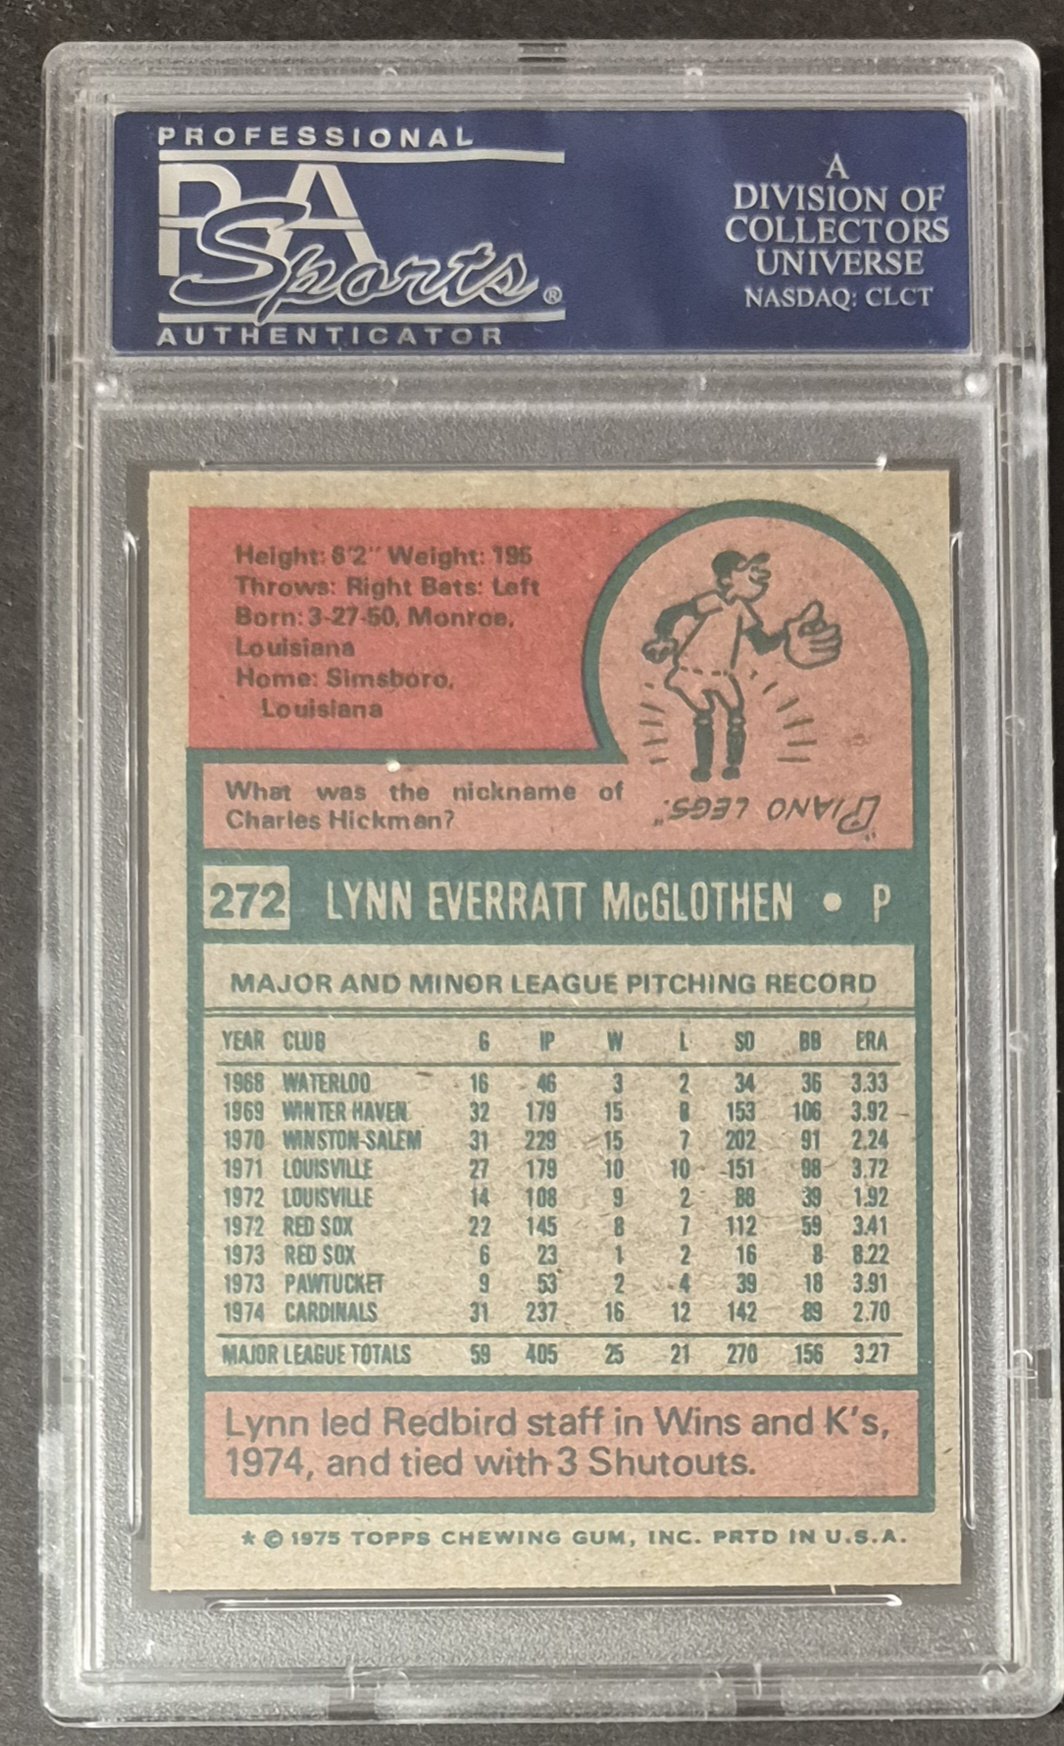 PROFESSIONAL
PSA
Sports®
AUTHENTICATOR
A
DIVISION OF
COLLECTORS
UNIVERSE
NASDAQ: CLCT
Height: 6'2" Weight: 195
Throws: Right Bats: Left
Born: 3-27-50, Monroe,
Louisiana
Home: Simsboro,
Louisiana
What was the nickname of
Charles Hickman?
"PIANO LEGS".
272 LYNN EVERRATT McGLOTHEN • P
MAJOR AND MINOR LEAGUE PITCHING RECORD
YEAR CLUB G IP W L SO BB ERA
1968 WATERLOO 16 46 3 2 34 36 3.33
1969 WINTER HAVEN 32 179 15 8 153 106 3.92
1970 WINSTON-SALEM 31 229 15 7 202 91 2.24
1971 LOUISVILLE 27 179 10 10 151 98 3.72
1972 LOUISVILLE 14 108 9 2 88 39 1.92
1972 RED SOX 22 145 8 7 112 59 3.41
1973 RED SOX 6 23 1 2 16 8 8.22
1973 PAWTUCKET 9 53 2 4 39 18 3.91
1974 CARDINALS 31 237 16 12 142 89 2.70
MAJOR LEAGUE TOTALS 59 405 25 21 270 156 3.27
Lynn led Redbird staff in Wins and K's,
1974, and tied with 3 Shutouts.
* © 1975 TOPPS CHEWING GUM, INC. PRTD IN U.S.A.